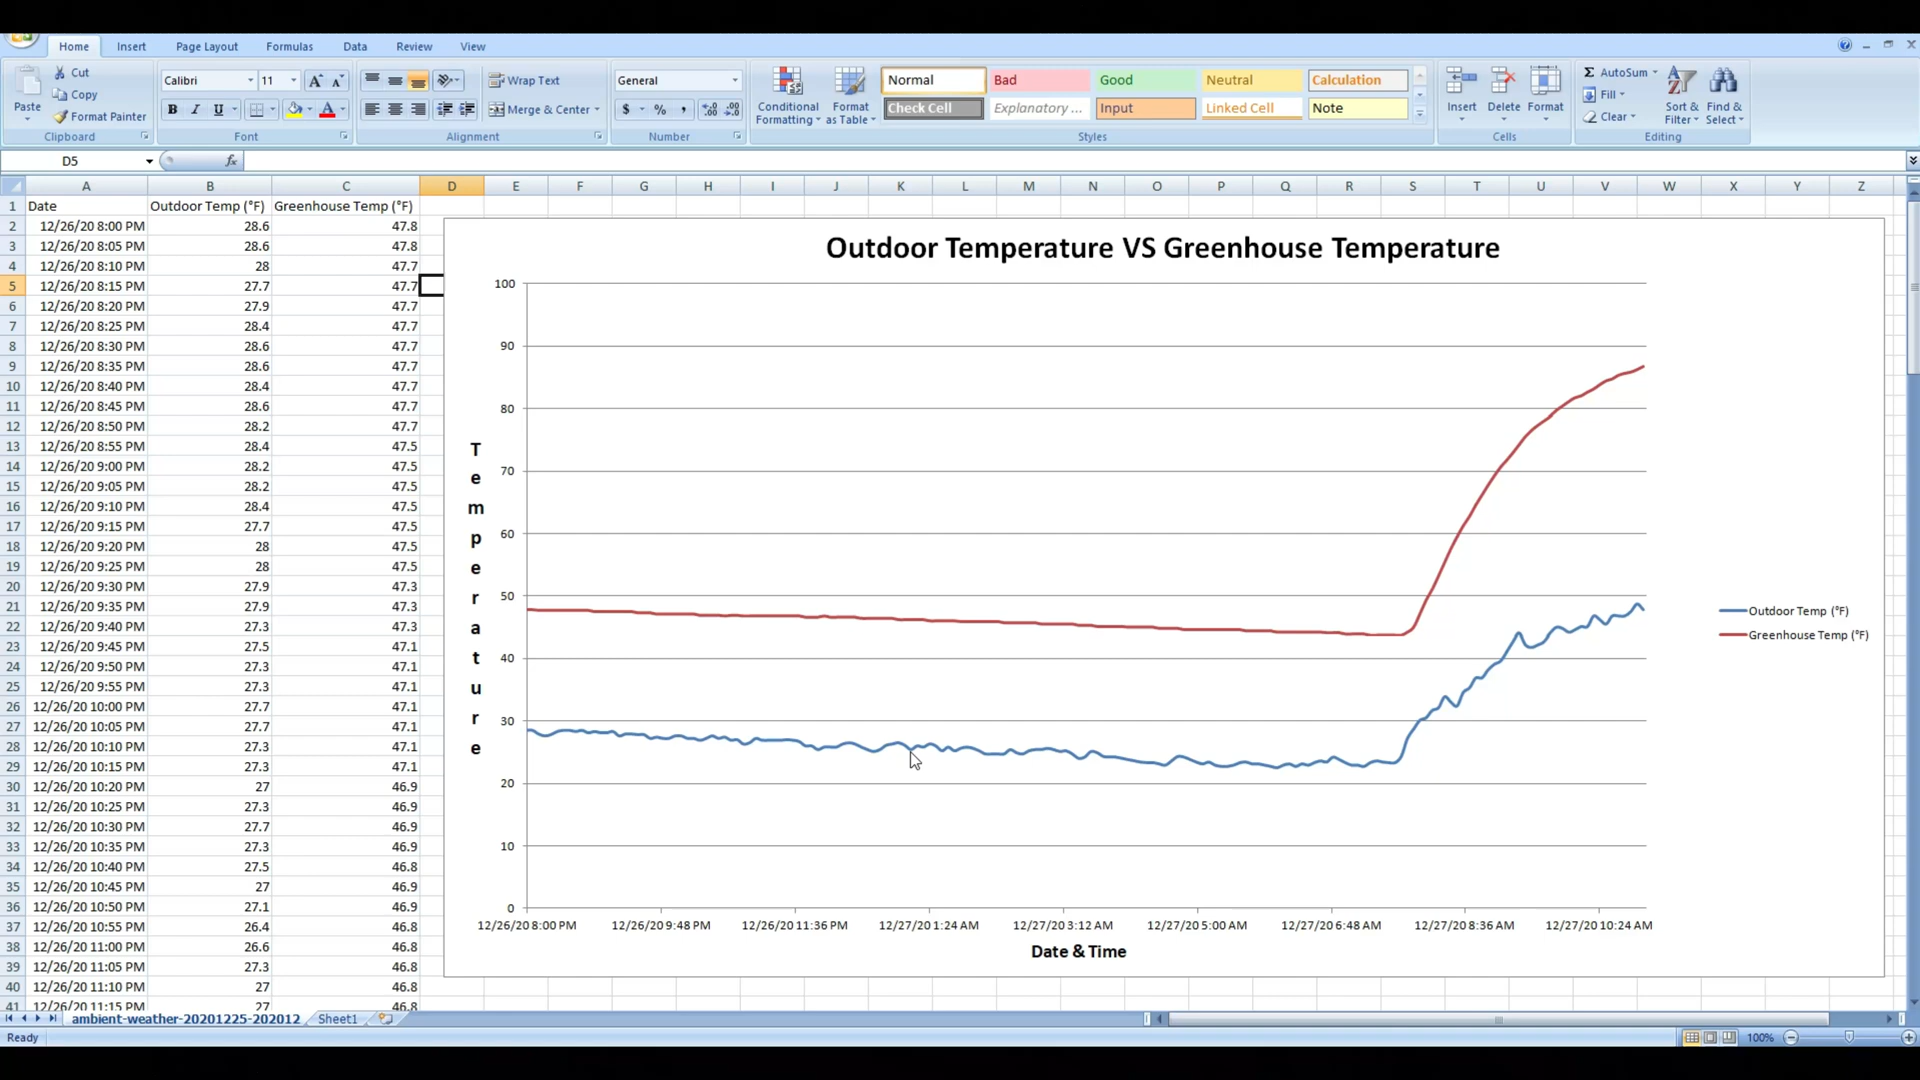 Home Insert Page Layout Formulas Data Review View
Paste
Cut
Copy
Format Painter
Clipboard
Calibri 11
B I U
Font
Wrap Text
Merge & Center
Alignment
General
$ % ,
Number
Conditional Formatting
Format as Table
Normal Bad Good Neutral Calculation
Check Cell Explanatory ... Input Linked Cell Note
Styles
Insert Delete Format
Cells
Σ AutoSum
Fill
Clear
Sort & Filter
Find & Select
Editing
D5 fx
A B C D E F G H I J K L M N O P Q R S T U V W X Y Z
1 Date Outdoor Temp (°F) Greenhouse Temp (°F)
2 12/26/20 8:00 PM 28.6 47.8
3 12/26/20 8:05 PM 28.6 47.8
4 12/26/20 8:10 PM 28 47.7
5 12/26/20 8:15 PM 27.7 47.7
6 12/26/20 8:20 PM 27.9 47.7
7 12/26/20 8:25 PM 28.4 47.7
8 12/26/20 8:30 PM 28.6 47.7
9 12/26/20 8:35 PM 28.6 47.7
10 12/26/20 8:40 PM 28.4 47.7
11 12/26/20 8:45 PM 28.6 47.7
12 12/26/20 8:50 PM 28.2 47.7
13 12/26/20 8:55 PM 28.4 47.5
14 12/26/20 9:00 PM 28.2 47.5
15 12/26/20 9:05 PM 28.2 47.5
16 12/26/20 9:10 PM 28.4 47.5
17 12/26/20 9:15 PM 27.7 47.5
18 12/26/20 9:20 PM 28 47.5
19 12/26/20 9:25 PM 28 47.5
20 12/26/20 9:30 PM 27.9 47.3
21 12/26/20 9:35 PM 27.9 47.3
22 12/26/20 9:40 PM 27.3 47.3
23 12/26/20 9:45 PM 27.5 47.1
24 12/26/20 9:50 PM 27.3 47.1
25 12/26/20 9:55 PM 27.3 47.1
26 12/26/20 10:00 PM 27.7 47.1
27 12/26/20 10:05 PM 27.7 47.1
28 12/26/20 10:10 PM 27.3 47.1
29 12/26/20 10:15 PM 27.3 47.1
30 12/26/20 10:20 PM 27 46.9
31 12/26/20 10:25 PM 27.3 46.9
32 12/26/20 10:30 PM 27.7 46.9
33 12/26/20 10:35 PM 27.3 46.9
34 12/26/20 10:40 PM 27.5 46.8
35 12/26/20 10:45 PM 27 46.9
36 12/26/20 10:50 PM 27.1 46.9
37 12/26/20 10:55 PM 26.4 46.8
38 12/26/20 11:00 PM 26.6 46.8
39 12/26/20 11:05 PM 27.3 46.8
40 12/26/20 11:10 PM 27 46.8
41 12/26/20 11:15 PM 27 46.8
Outdoor Temperature VS Greenhouse Temperature
Temperature
100
90
80
70
60
50
40
30
20
10
0
12/26/20 8:00 PM 12/26/20 9:48 PM 12/26/20 11:36 PM 12/27/20 1:24 AM 12/27/20 3:12 AM 12/27/20 5:00 AM 12/27/20 6:48 AM 12/27/20 8:36 AM 12/27/20 10:24 AM
Date & Time
Outdoor Temp (°F)
Greenhouse Temp (°F)
ambient-weather-20201225-202012 Sheet1
Ready 100%